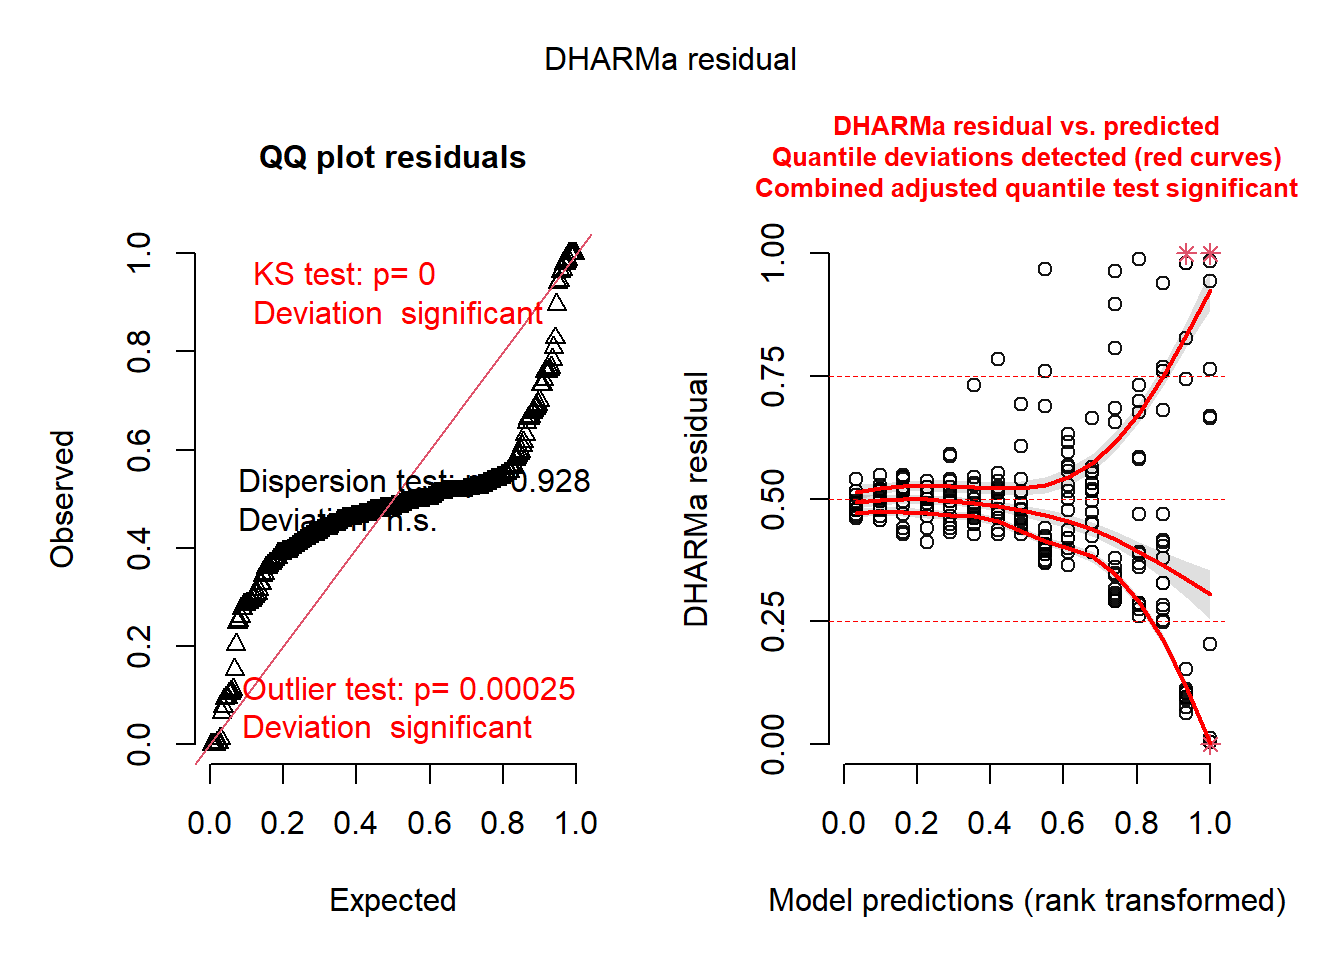 DHARMa residual
QQ plot residuals
KS test: p= 0
Deviation  significant
Dispersion test: p= 0.928
Deviation  n.s.
Outlier test: p= 0.00025
Deviation  significant
Observed
0.0 0.2 0.4 0.6 0.8 1.0
0.0 0.2 0.4 0.6 0.8 1.0
Expected
DHARMa residual vs. predicted
Quantile deviations detected (red curves)
Combined adjusted quantile test significant
DHARMa residual
0.00 0.25 0.50 0.75 1.00
0.0 0.2 0.4 0.6 0.8 1.0
Model predictions (rank transformed)